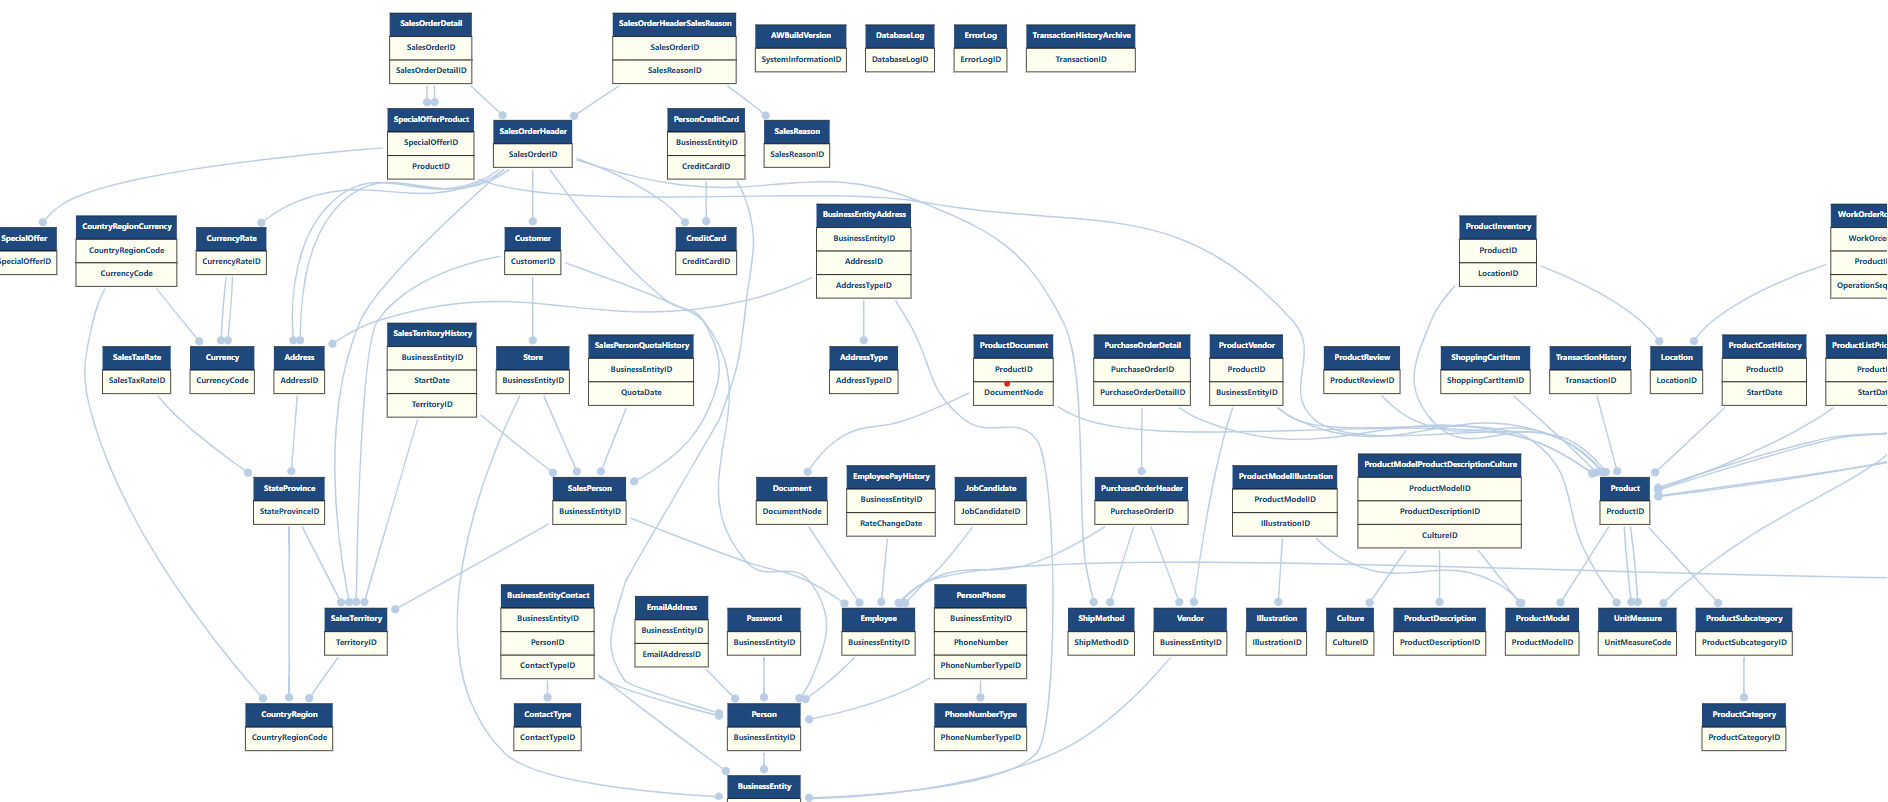 SalesOrderDetail
SalesOrderID
SalesOrderDetailID
SalesOrderHeaderSalesReason
SalesOrderID
SalesReasonID
AWBuildVersion
SystemInformationID
DatabaseLog
DatabaseLogID
ErrorLog
ErrorLogID
TransactionHistoryArchive
TransactionID
SpecialOfferProduct
SpecialOfferID
ProductID
SalesOrderHeader
SalesOrderID
PersonCreditCard
BusinessEntityID
CreditCardID
SalesReason
SalesReasonID
SpecialOffer
SpecialOfferID
CountryRegionCurrency
CountryRegionCode
CurrencyCode
CurrencyRate
CurrencyRateID
Customer
CustomerID
CreditCard
CreditCardID
BusinessEntityAddress
BusinessEntityID
AddressID
AddressTypeID
ProductInventory
ProductID
LocationID
WorkOrderRo
WorkOrde
ProductI
OperationSeq
SalesTaxRate
SalesTaxRateID
Currency
CurrencyCode
Address
AddressID
SalesTerritoryHistory
BusinessEntityID
StartDate
TerritoryID
Store
BusinessEntityID
SalesPersonQuotaHistory
BusinessEntityID
QuotaDate
AddressType
AddressTypeID
ProductDocument
ProductID
DocumentNode
PurchaseOrderDetail
PurchaseOrderID
PurchaseOrderDetailID
ProductVendor
ProductID
BusinessEntityID
ProductReview
ProductReviewID
ShoppingCartItem
ShoppingCartItemID
TransactionHistory
TransactionID
Location
LocationID
ProductCostHistory
ProductID
StartDate
ProductListPric
Product
StartDat
StateProvince
StateProvinceID
SalesPerson
BusinessEntityID
Document
DocumentNode
EmployeePayHistory
BusinessEntityID
RateChangeDate
JobCandidate
JobCandidateID
PurchaseOrderHeader
PurchaseOrderID
ProductModelIllustration
ProductModelID
IllustrationID
ProductModelProductDescriptionCulture
ProductModelID
ProductDescriptionID
CultureID
Product
ProductID
SalesTerritory
TerritoryID
BusinessEntityContact
BusinessEntityID
PersonID
ContactTypeID
EmailAddress
BusinessEntityID
EmailAddressID
Password
BusinessEntityID
Employee
BusinessEntityID
PersonPhone
BusinessEntityID
PhoneNumber
PhoneNumberTypeID
ShipMethod
ShipMethodID
Vendor
BusinessEntityID
Illustration
IllustrationID
Culture
CultureID
ProductDescription
ProductDescriptionID
ProductModel
ProductModelID
UnitMeasure
UnitMeasureCode
ProductSubcategory
ProductSubcategoryID
CountryRegion
CountryRegionCode
ContactType
ContactTypeID
Person
BusinessEntityID
PhoneNumberType
PhoneNumberTypeID
ProductCategory
ProductCategoryID
BusinessEntity